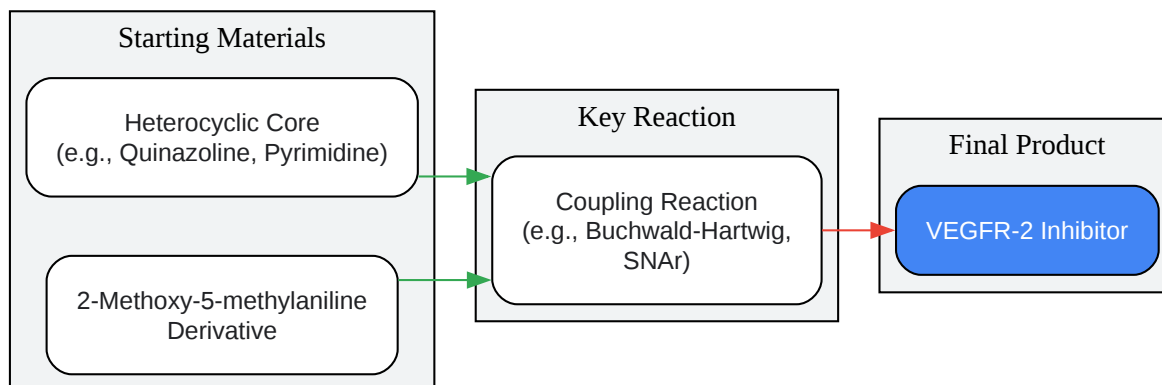 Starting Materials
Heterocyclic Core
(e.g., Quinazoline, Pyrimidine)
2-Methoxy-5-methylaniline
Derivative
Key Reaction
Coupling Reaction
(e.g., Buchwald-Hartwig,
SNAr)
Final Product
VEGFR-2 Inhibitor